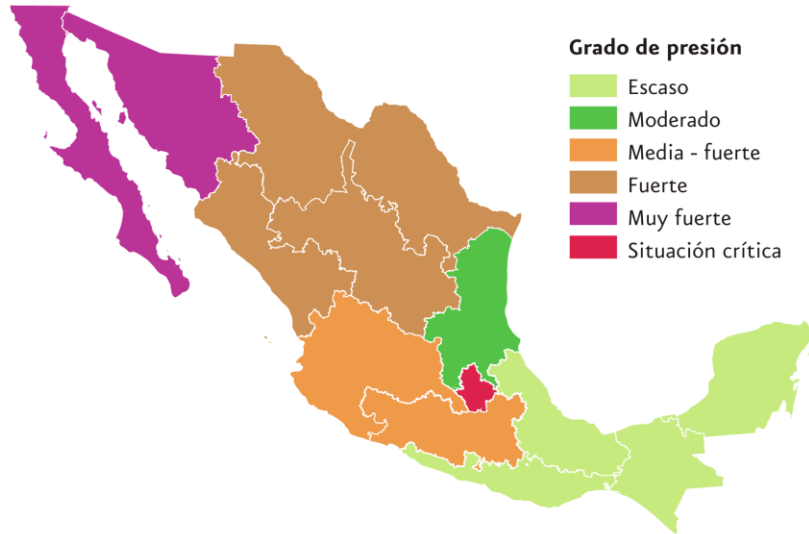 Grado de presión
Escaso
Moderado
Media - fuerte
Fuerte
Muy fuerte
Situación crítica